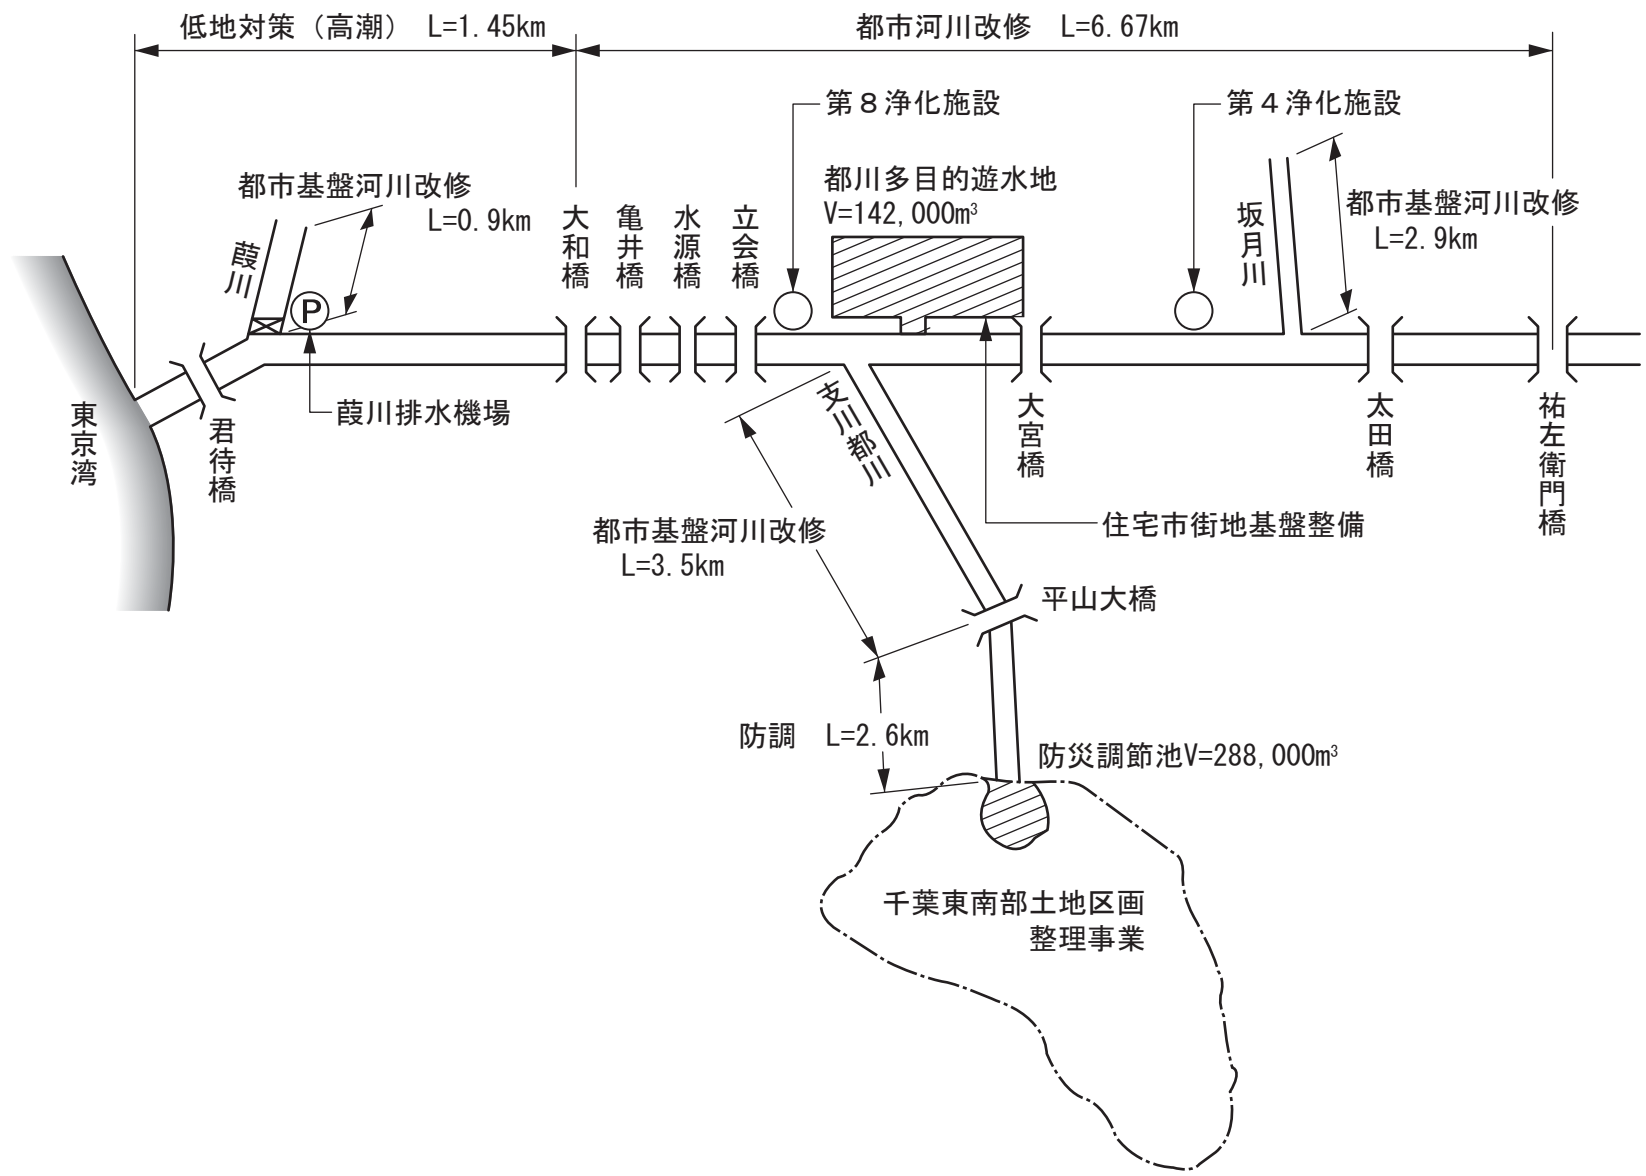 低地対策（高潮） L=1.45km
都市河川改修 L=6.67km
第８浄化施設
第４浄化施設
都市基盤河川改修
L=0.9km
都川多目的遊水地
V=142,000m³
都市基盤河川改修
L=2.9km
葭川
大和橋
亀井橋
水源橋
立会橋
坂月川
P
東京湾
君待橋
葭川排水機場
支川都川
大宮橋
太田橋
祐左衛門橋
都市基盤河川改修
L=3.5km
住宅市街地基盤整備
平山大橋
防調 L=2.6km
防災調節池V=288,000m³
千葉東南部土地区画
整理事業